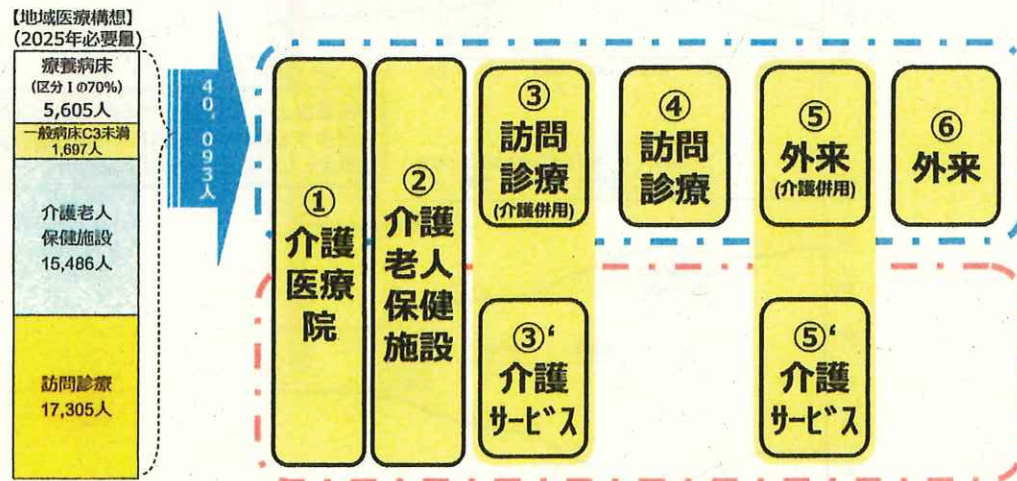 【地域医療構想】
(2025年必要量)
療養病床
(区分Ⅰの70%)
5,605人
一般病床C3未満
1,697人
介護老人
保健施設
15,486人
訪問診療
17,305人
40,093人
①
介護
医療
院
②
介護
老人
保健
施設
③
訪問
診療
(介護併用)
④
訪問
診療
⑤
外来
(介護併用)
⑥
外来
③‘
介護
サービス
⑤‘
介護
サービス